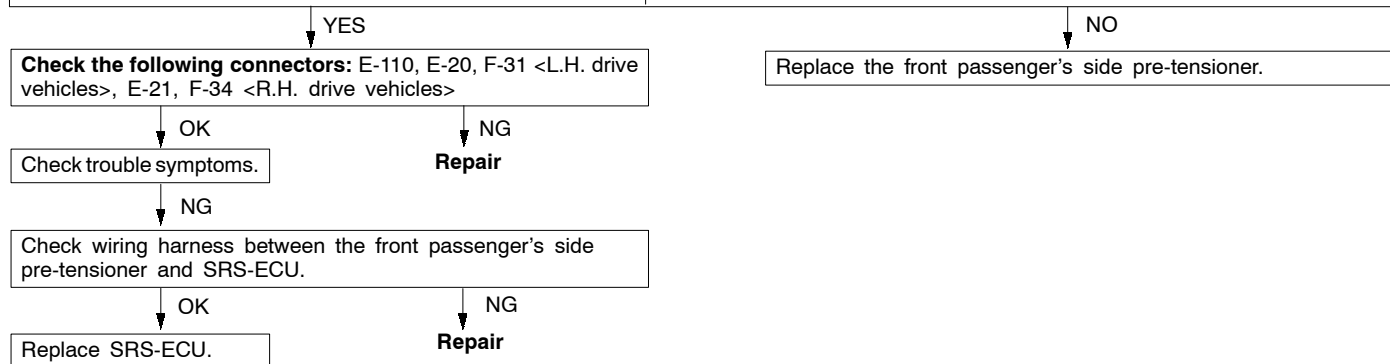 YES
NO
Check the following connectors: E-110, E-20, F-31 <L.H. drive
vehicles>, E-21, F-34 <R.H. drive vehicles>
Replace the front passenger's side pre-tensioner.
OK
NG
Check trouble symptoms.
Repair
NG
Check wiring harness between the front passenger's side
pre-tensioner and SRS-ECU.
OK
NG
Replace SRS-ECU.
Repair